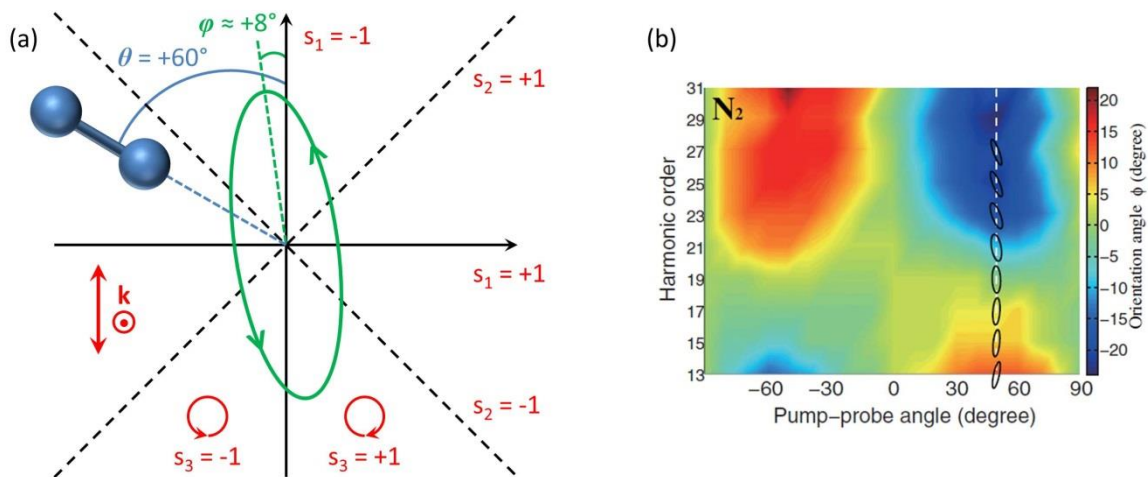 (a)
φ ≈ +8°
θ = +60°
s₁ = -1
s₂ = +1
s₁ = +1
k
s₂ = -1
s₃ = -1
s₃ = +1
(b)
N₂
31
29
27
25
23
21
19
17
15
13
Harmonic order
−60 −30 0 30 60 90
Pump−probe angle (degree)
20
15
10
5
0
−5
−10
−15
−20
Orientation angle ϕ (degree)